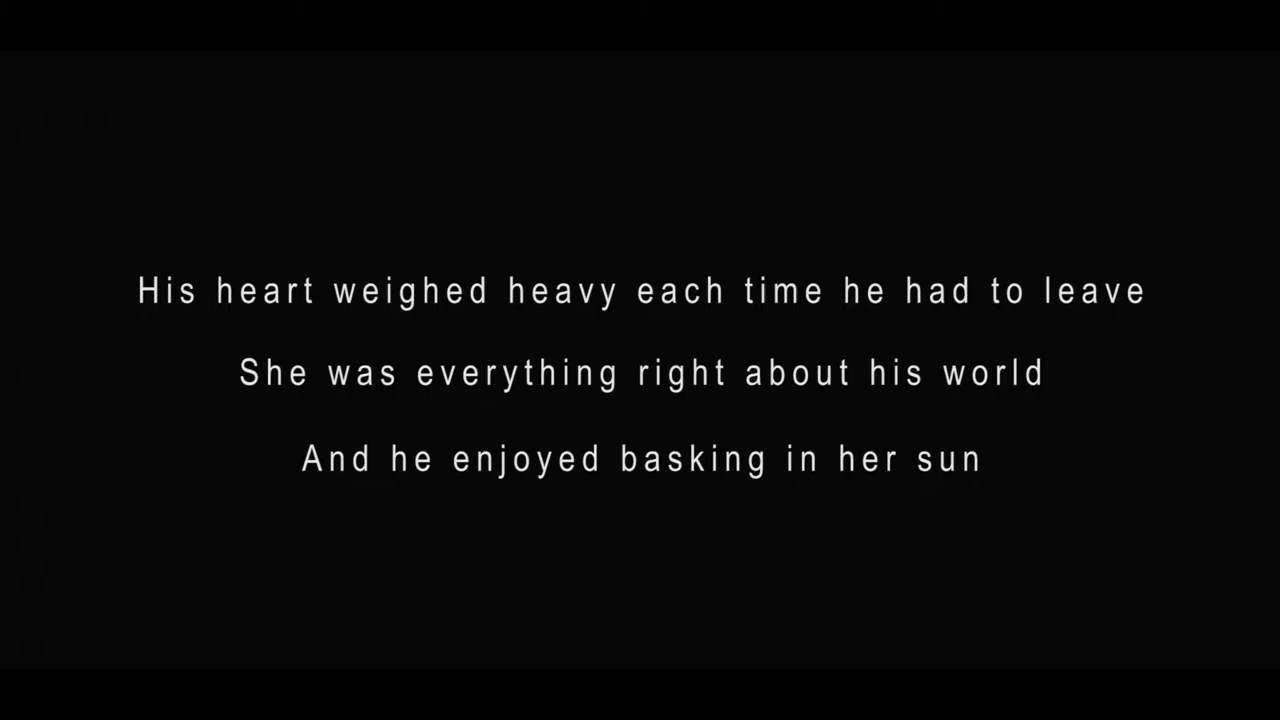 His heart weighed heavy each time he had to leave
She was everything right about his world
And he enjoyed basking in her sun